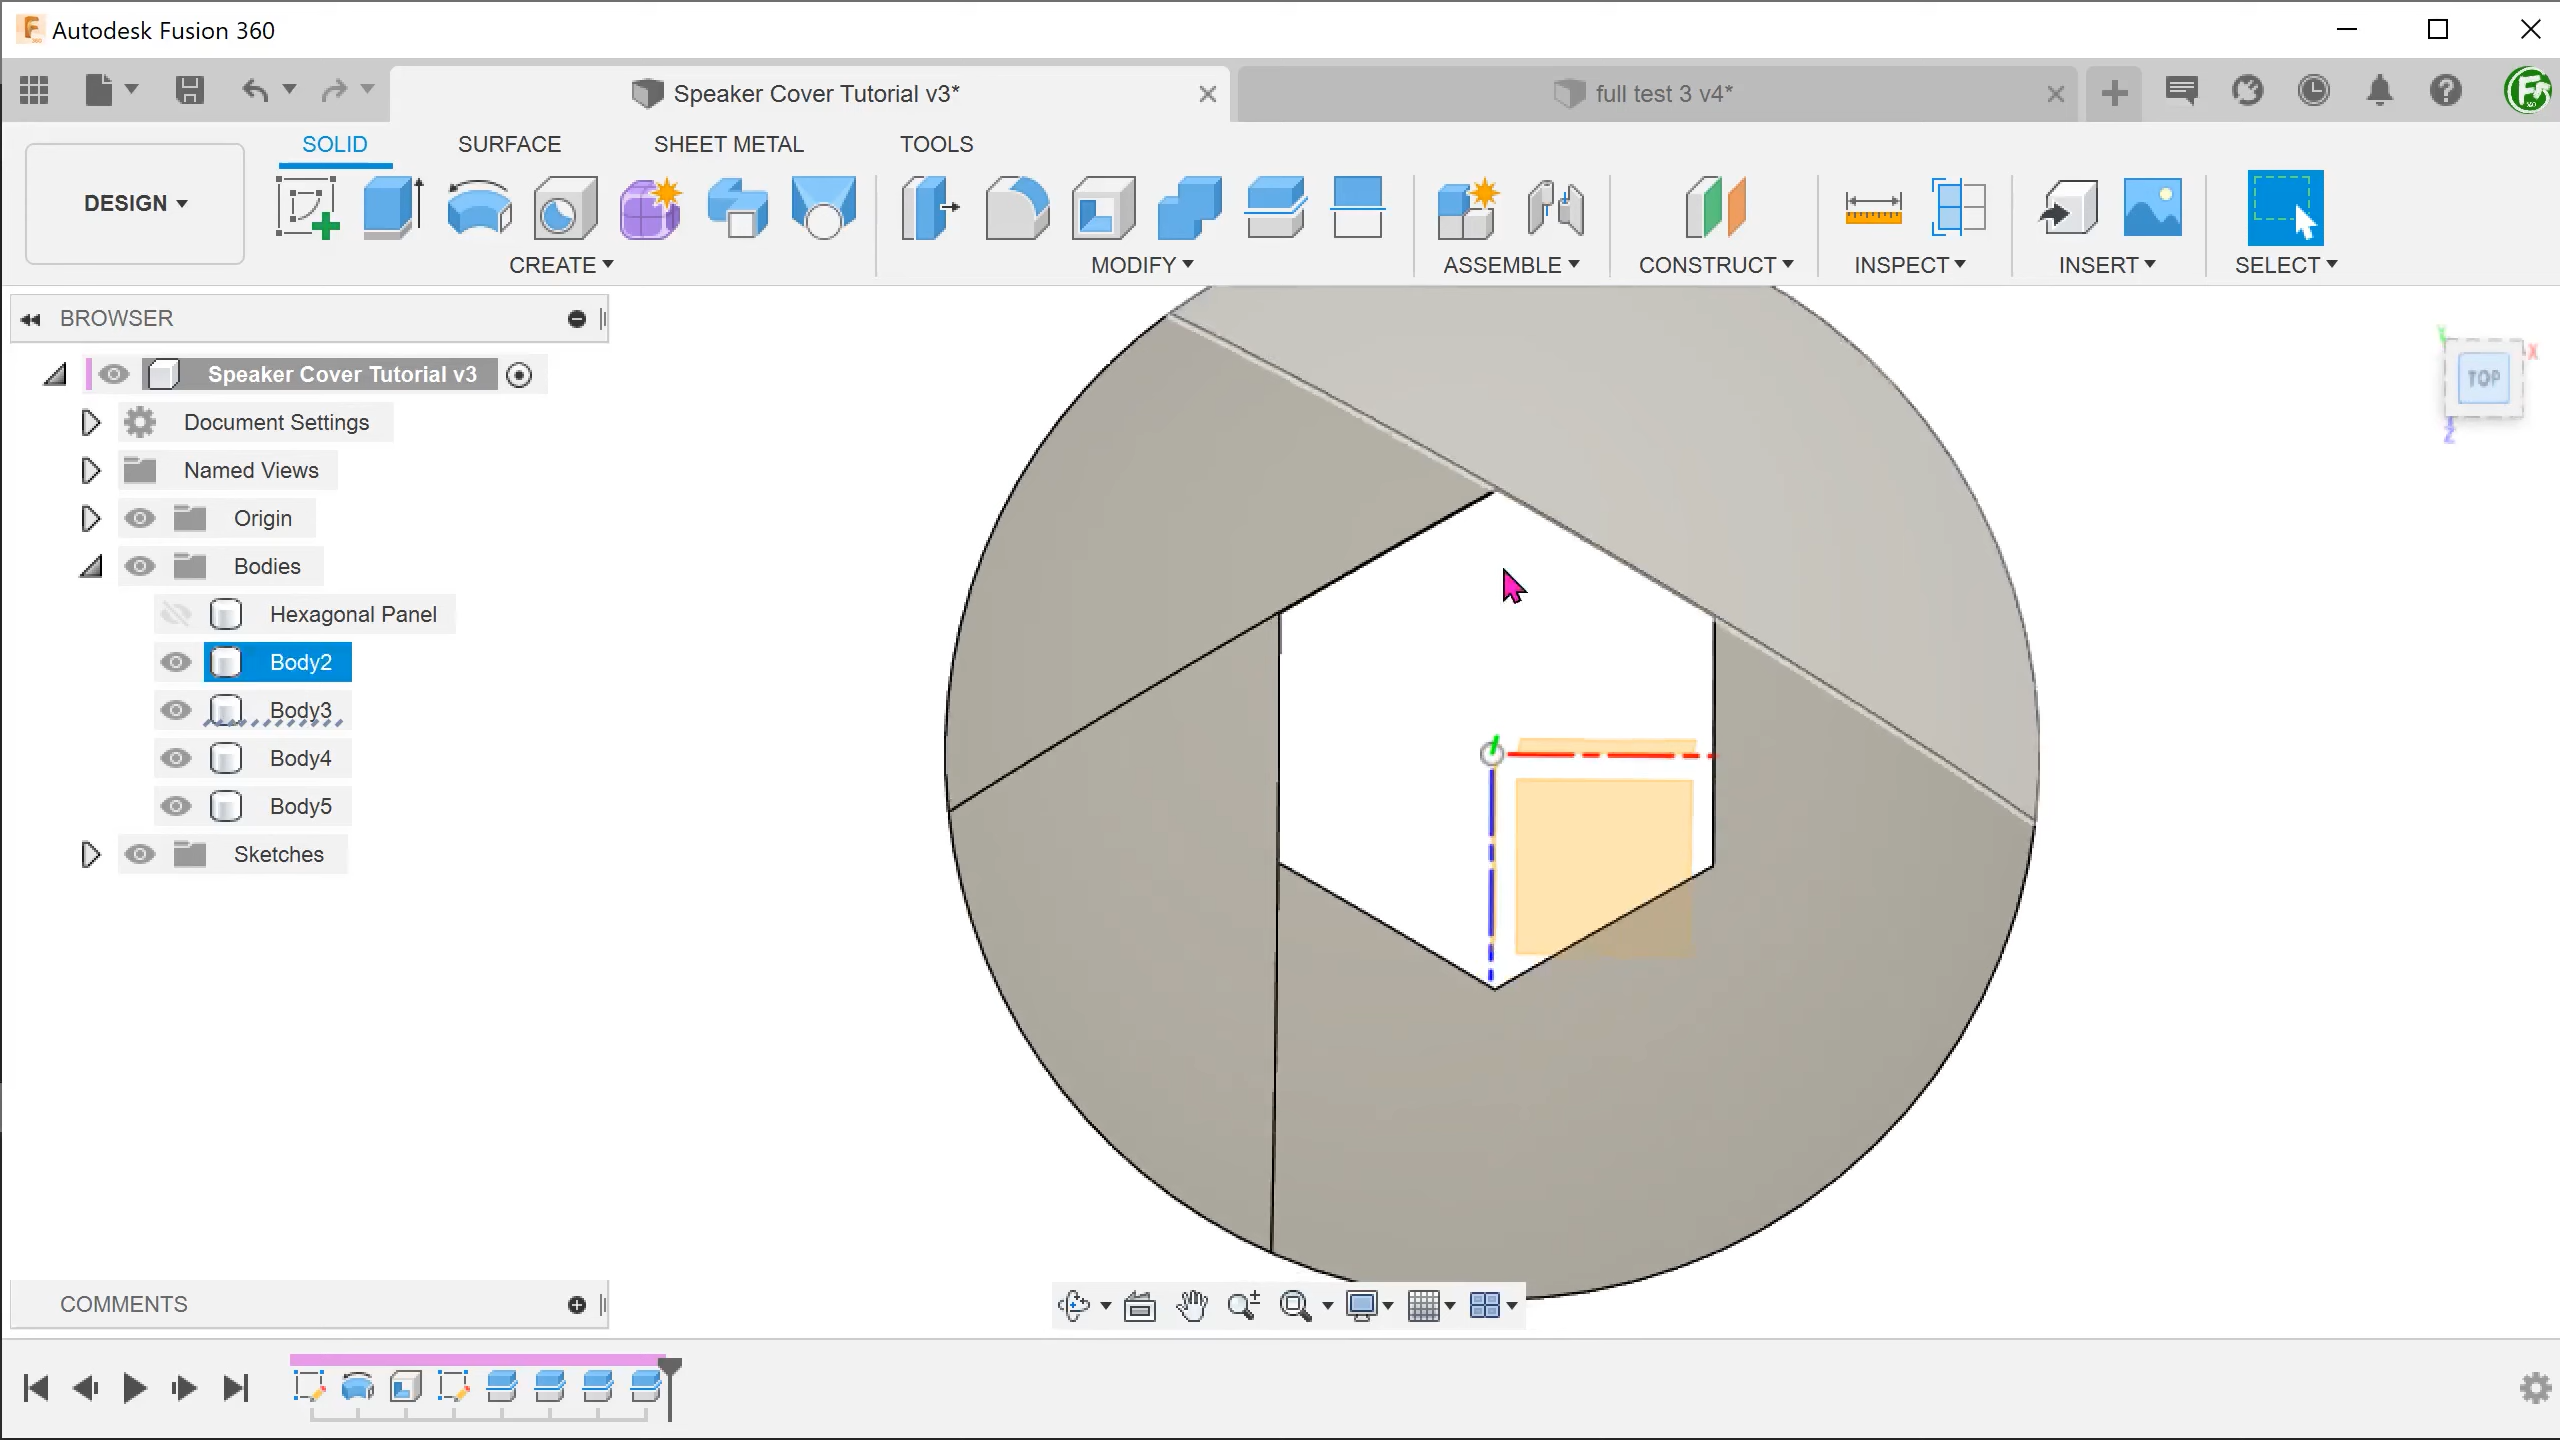 Autodesk Fusion 360
Speaker Cover Tutorial v3*
full test 3 v4*
DESIGN
SOLID
SURFACE
SHEET METAL
TOOLS
CREATE
MODIFY
ASSEMBLE
CONSTRUCT
INSPECT
INSERT
SELECT
BROWSER
Speaker Cover Tutorial v3
Document Settings
Named Views
Origin
Bodies
Hexagonal Panel
Body2
Body3
Body4
Body5
Sketches
Y
X
TOP
Z
COMMENTS